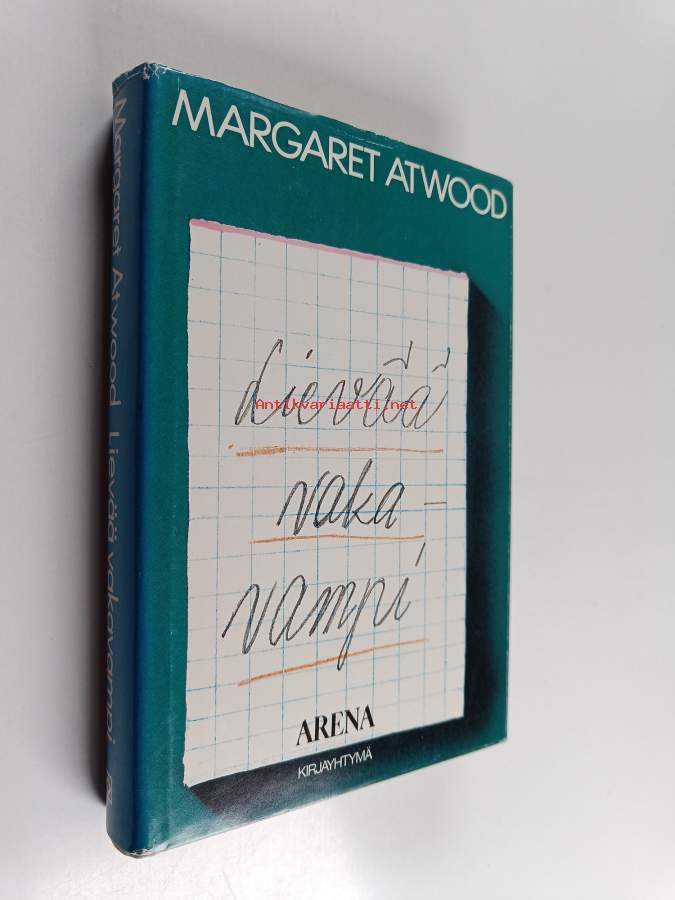 MARGARET ATWOOD
Lievää
vaka-
vampi
ARENA
KIRJAYHTYMÄ
Margaret Atwood Lievää vakavampi
Antikvariaatti.net